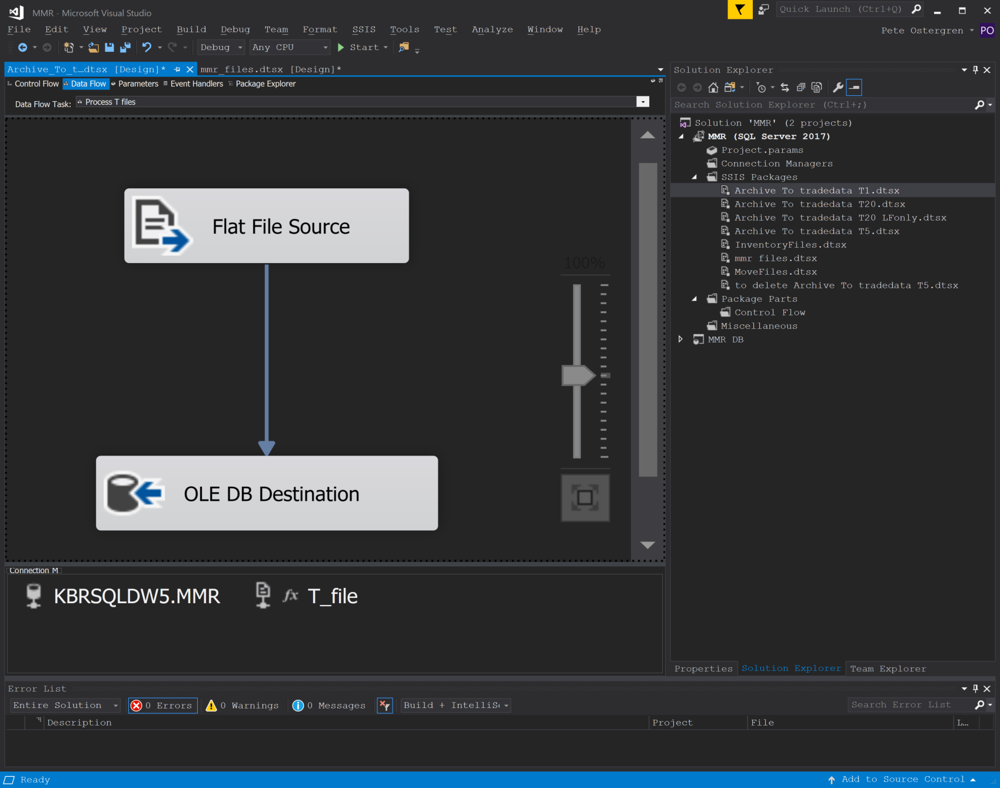 MMR - Microsoft Visual Studio
Quick Launch (Ctrl+Q)
File Edit View Project Build Debug Team Format SSIS Tools Test Analyze Window Help
Pete Ostergren PO
Debug Any CPU Start
Archive_To_t...dtsx [Design]* mmr_files.dtsx [Design]*
Control Flow Data Flow Parameters Event Handlers Package Explorer
Data Flow Task: Process T files
Flat File Source
100%
OLE DB Destination
Connection M
KBRSQLDW5.MMR fx T_file
Solution Explorer
Search Solution Explorer (Ctrl+;)
Solution 'MMR' (2 projects)
MMR (SQL Server 2017)
Project.params
Connection Managers
SSIS Packages
Archive To tradedata T1.dtsx
Archive To tradedata T20.dtsx
Archive To tradedata T20 LFonly.dtsx
Archive To tradedata T5.dtsx
InventoryFiles.dtsx
mmr files.dtsx
MoveFiles.dtsx
to delete Archive To tradedata T5.dtsx
Package Parts
Control Flow
Miscellaneous
MMR DB
Properties Solution Explorer Team Explorer
Error List
Entire Solution 0 Errors 0 Warnings 0 Messages Build + IntelliS Search Error List
Description Project File L...
Ready Add to Source Control